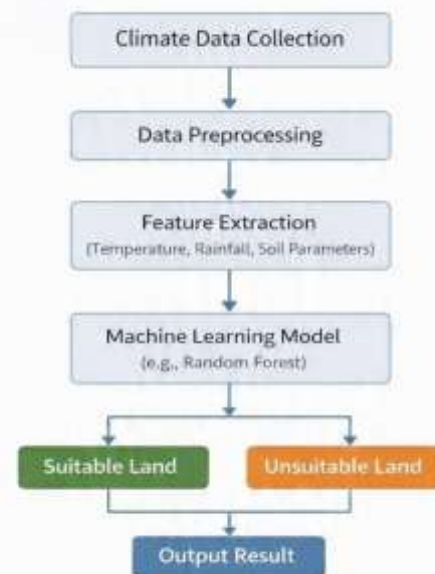 Climate Data Collection
Data Preprocessing
Feature Extraction
(Temperature, Rainfall, Soil Parameters)
Machine Learning Model
(e.g., Random Forest)
Suitable Land
Unsuitable Land
Output Result